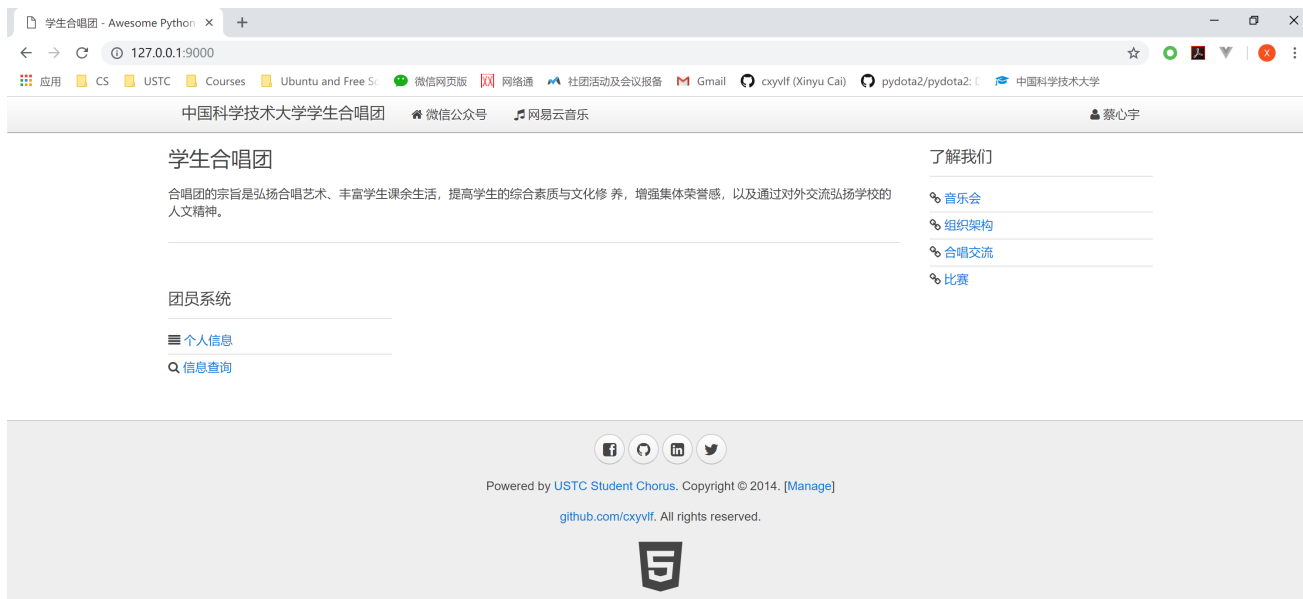 学生合唱团 - Awesome Python
127.0.0.1:9000
应用 CS USTC Courses Ubuntu and Free Sc 微信网页版 网络通 社团活动及会议报备 Gmail cxyvlf (Xinyu Cai) pydota2/pydota2: 中国科学技术大学
中国科学技术大学学生合唱团 微信公众号 网易云音乐 蔡心宇
学生合唱团
合唱团的宗旨是弘扬合唱艺术、丰富学生课余生活，提高学生的综合素质与文化修 养，增强集体荣誉感，以及通过对外交流弘扬学校的
人文精神。
了解我们
音乐会
组织架构
合唱交流
比赛
团员系统
个人信息
信息查询
Powered by USTC Student Chorus. Copyright © 2014. [Manage]
github.com/cxyvlf. All rights reserved.